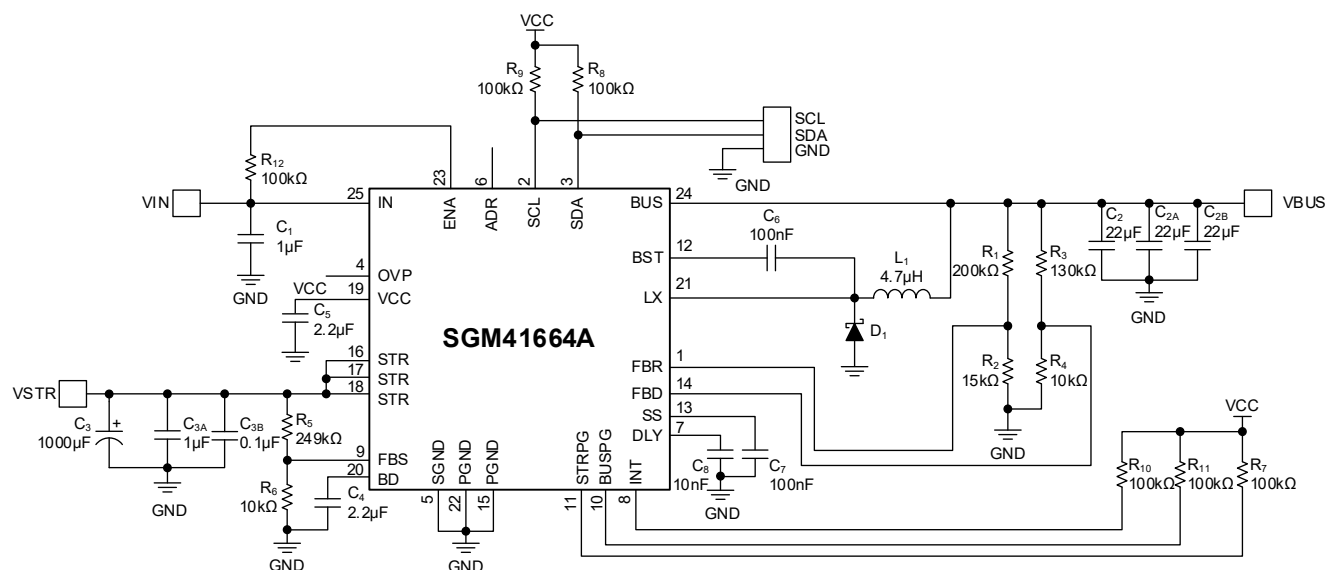 VCC
R9
100kΩ
R8
100kΩ
SCL
SDA
GND
GND
R12
100kΩ
23
6
2
3
VIN
25
IN
ENA
ADR
SCL
SDA
BUS
24
VBUS
C1
1µF
GND
C6
100nF
12
BST
L1
4.7µH
21
LX
R1
200kΩ
R3
130kΩ
C2
22µF
C2A
22µF
C2B
22µF
GND
4
OVP
VCC
19
VCC
C5
2.2µF
SGM41664A
D1
16
STR
17
STR
18
STR
1
FBR
14
FBD
13
SS
7
DLY
R2
15kΩ
R4
10kΩ
GND
VSTR
C3
+
1000µF
C3A
1µF
C3B
0.1µF
R5
249kΩ
GND
9
FBS
20
BD
R6
10kΩ
C4
2.2µF
GND
SGND
PGND
PGND
5
22
15
GND
STRPG
BUSPG
INT
11
10
8
C8
10nF
C7
100nF
GND
VCC
R10
100kΩ
R11
100kΩ
R7
100kΩ